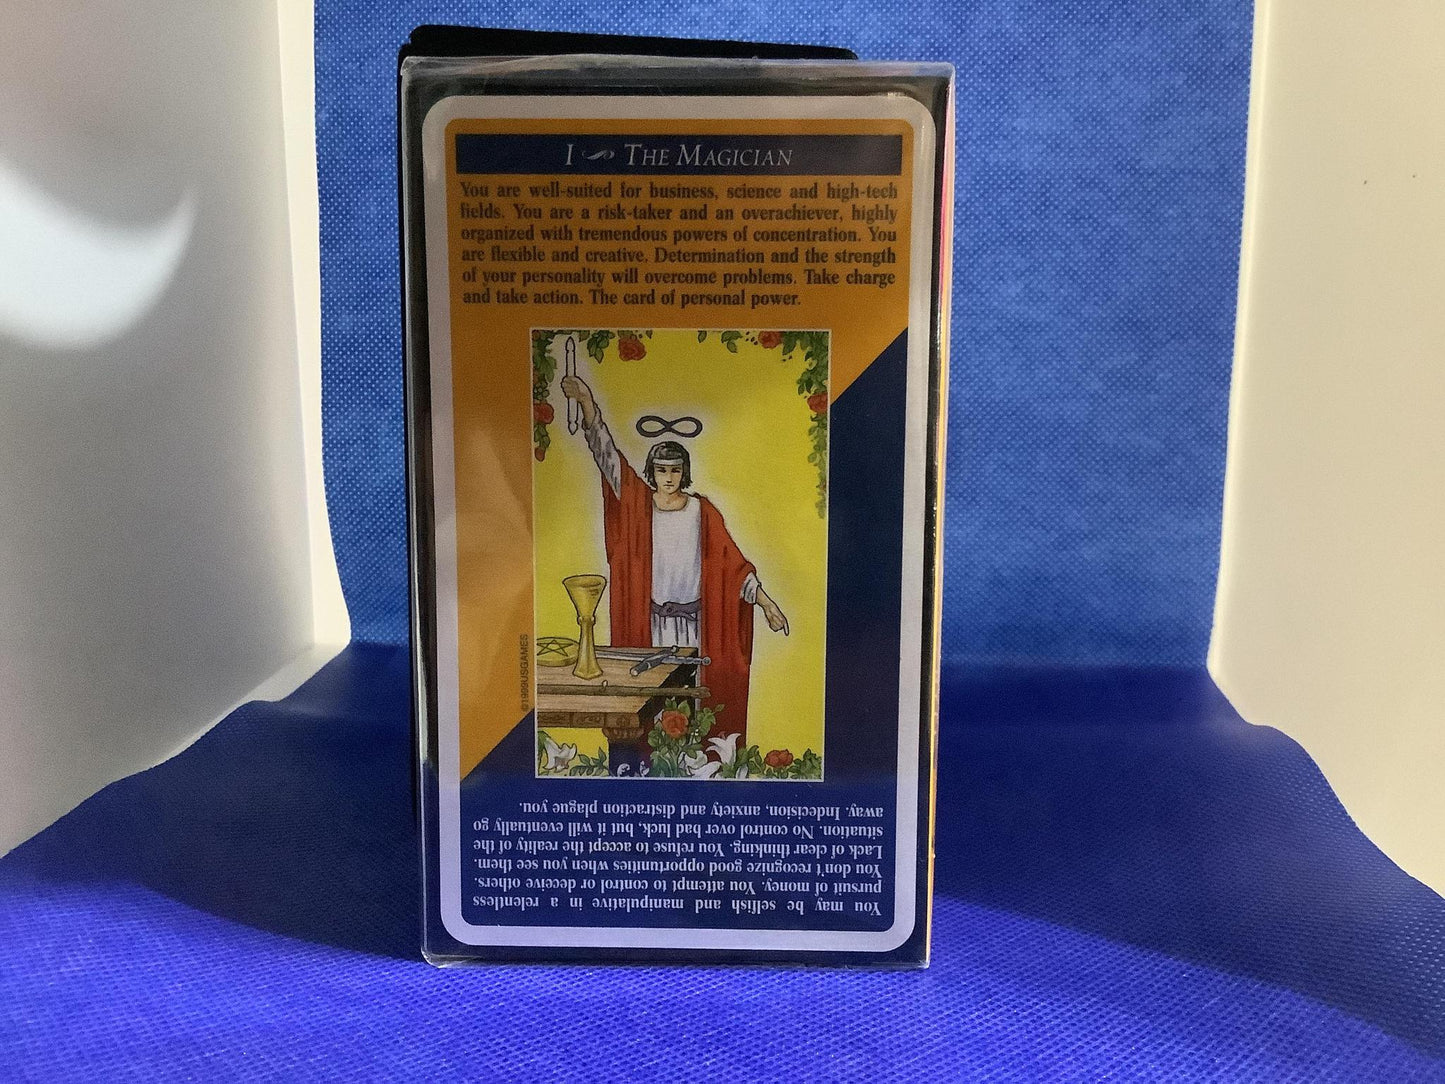 I THE MAGICIAN
You are well-suited for business, science and high-tech
fields. You are a risk-taker and an overachiever, highly
organized with tremendous powers of concentration. You
are flexible and creative. Determination and the strength
of your personality will overcome problems. Take charge
and take action. The card of personal power.
©1999USGAMES
You may be selfish and manipulative in a relentless
pursuit of money. You attempt to control or deceive others.
You don't recognize good opportunities when you see them.
Lack of clear thinking. You refuse to accept the reality of the
situation. No control over bad luck, but it will eventually go
away. Indecision, anxiety and distraction plague you.